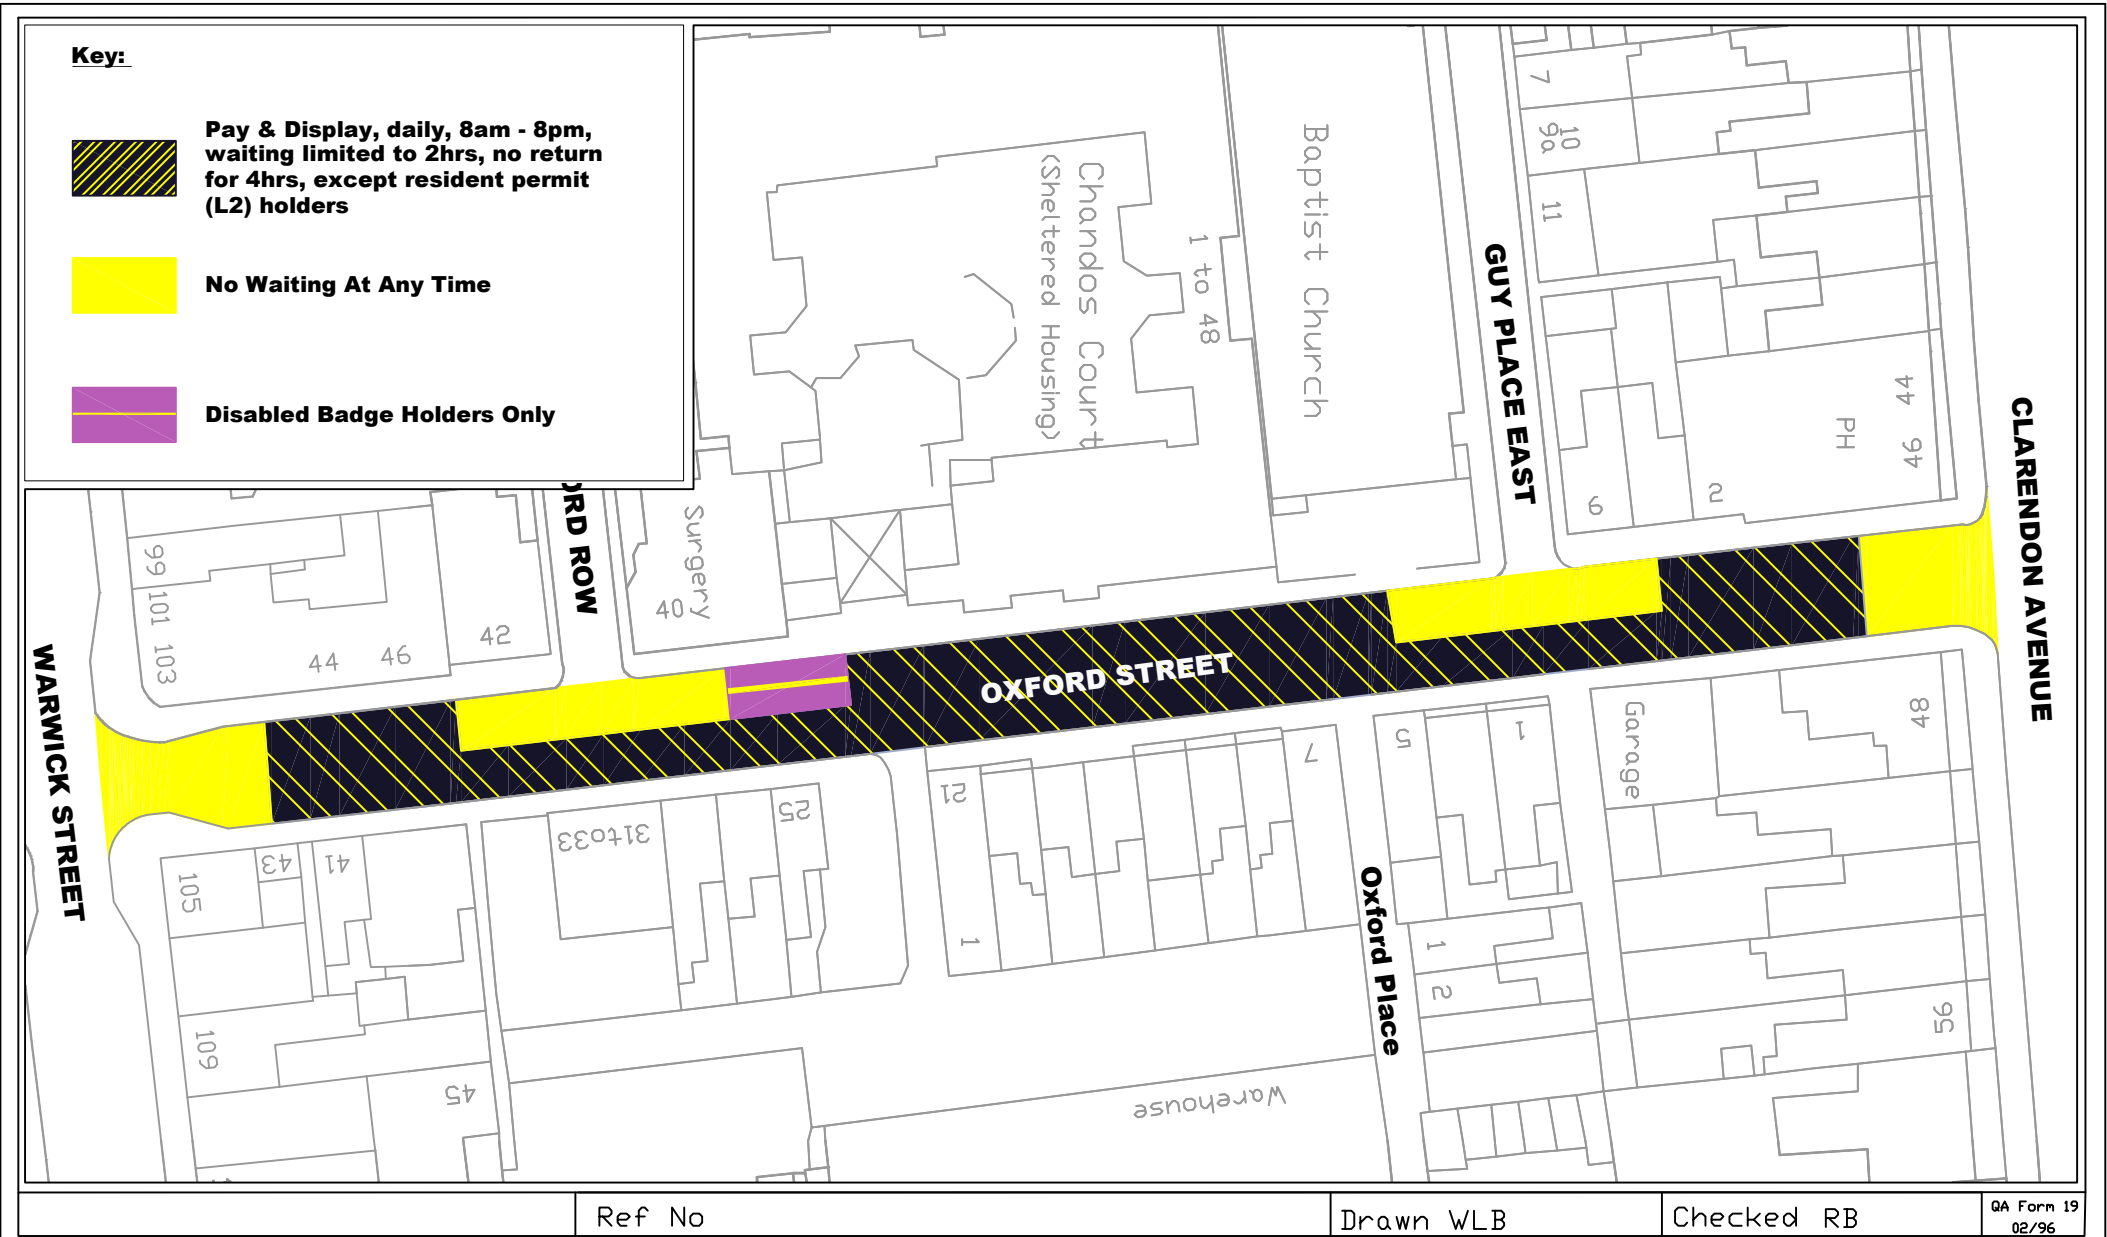 Key:
Pay & Display, daily, 8am - 8pm,
waiting limited to 2hrs, no return
for 4hrs, except resident permit
(L2) holders
No Waiting At Any Time
Disabled Badge Holders Only
7
10
9a
11
Baptist Church
Chandos Court
(Sheltered Housing)
1 to 48
GUY PLACE EAST
44
46
PH
2
6
CLARENDON AVENUE
ORD ROW
Surgery
40
99
101
103
44
46
42
WARWICK STREET
OXFORD STREET
105
43
41
31to33
25
21
7
5
1
Garage
48
1
109
45
Oxford Place
1
2
56
Warehouse
Ref No
Drawn WLB
Checked RB
QA Form 19
02/96